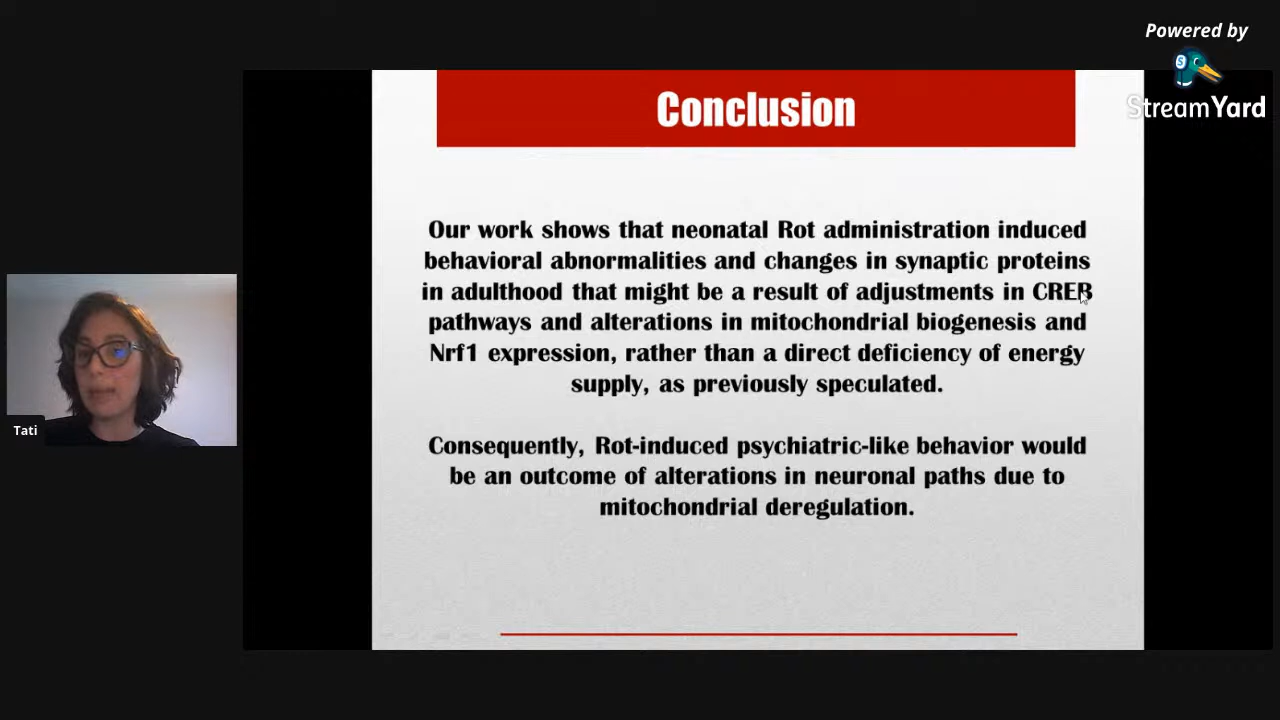 Powered by
StreamYard
Conclusion
Our work shows that neonatal Rot administration induced
behavioral abnormalities and changes in synaptic proteins
in adulthood that might be a result of adjustments in CREB
pathways and alterations in mitochondrial biogenesis and
Nrf1 expression, rather than a direct deficiency of energy
supply, as previously speculated.
Consequently, Rot-induced psychiatric-like behavior would
be an outcome of alterations in neuronal paths due to
mitochondrial deregulation.
Tati